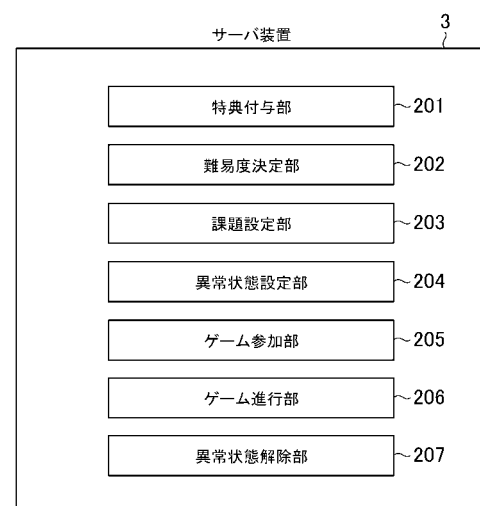 サーバ装置 3
特典付与部 201
難易度決定部 202
課題設定部 203
異常状態設定部 204
ゲーム参加部 205
ゲーム進行部 206
異常状態解除部 207